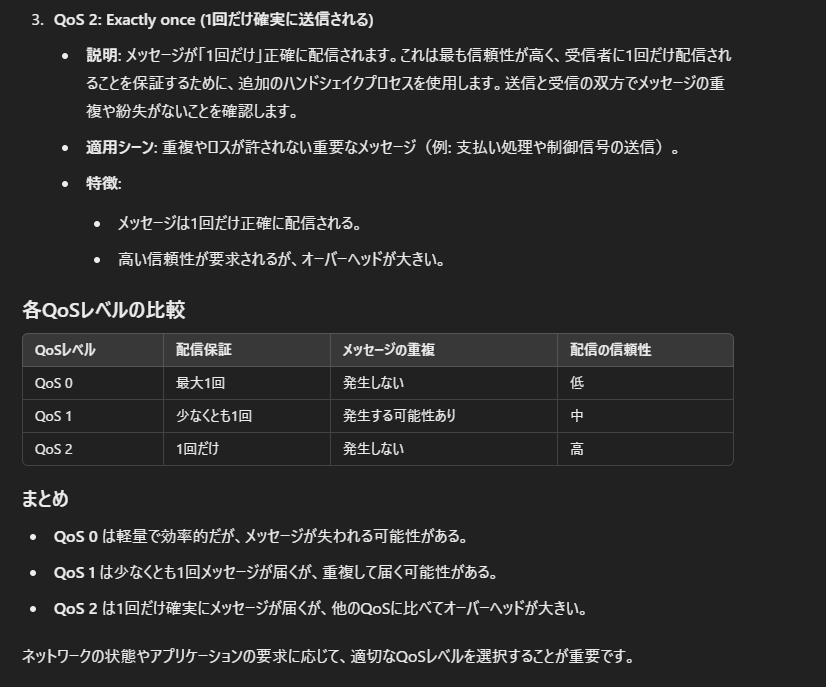 3. QoS 2: Exactly once (1回だけ確実に送信される)
• 説明: メッセージが「1回だけ」正確に配信されます。これは最も信頼性が高く、受信者に1回だけ配信され
ることを保証するために、追加のハンドシェイクプロセスを使用します。送信と受信の双方でメッセージの重
複や紛失がないことを確認します。
• 適用シーン: 重複やロスが許されない重要なメッセージ（例: 支払い処理や制御信号の送信）。
• 特徴:
• メッセージは1回だけ正確に配信される。
• 高い信頼性が要求されるが、オーバーヘッドが大きい。
各QoSレベルの比較
QoSレベル 配信保証 メッセージの重複 配信の信頼性
QoS 0 最大1回 発生しない 低
QoS 1 少なくとも1回 発生する可能性あり 中
QoS 2 1回だけ 発生しない 高
まとめ
• QoS 0 は軽量で効率的だが、メッセージが失われる可能性がある。
• QoS 1 は少なくとも1回メッセージが届くが、重複して届く可能性がある。
• QoS 2 は1回だけ確実にメッセージが届くが、他のQoSに比べてオーバーヘッドが大きい。
ネットワークの状態やアプリケーションの要求に応じて、適切なQoSレベルを選択することが重要です。